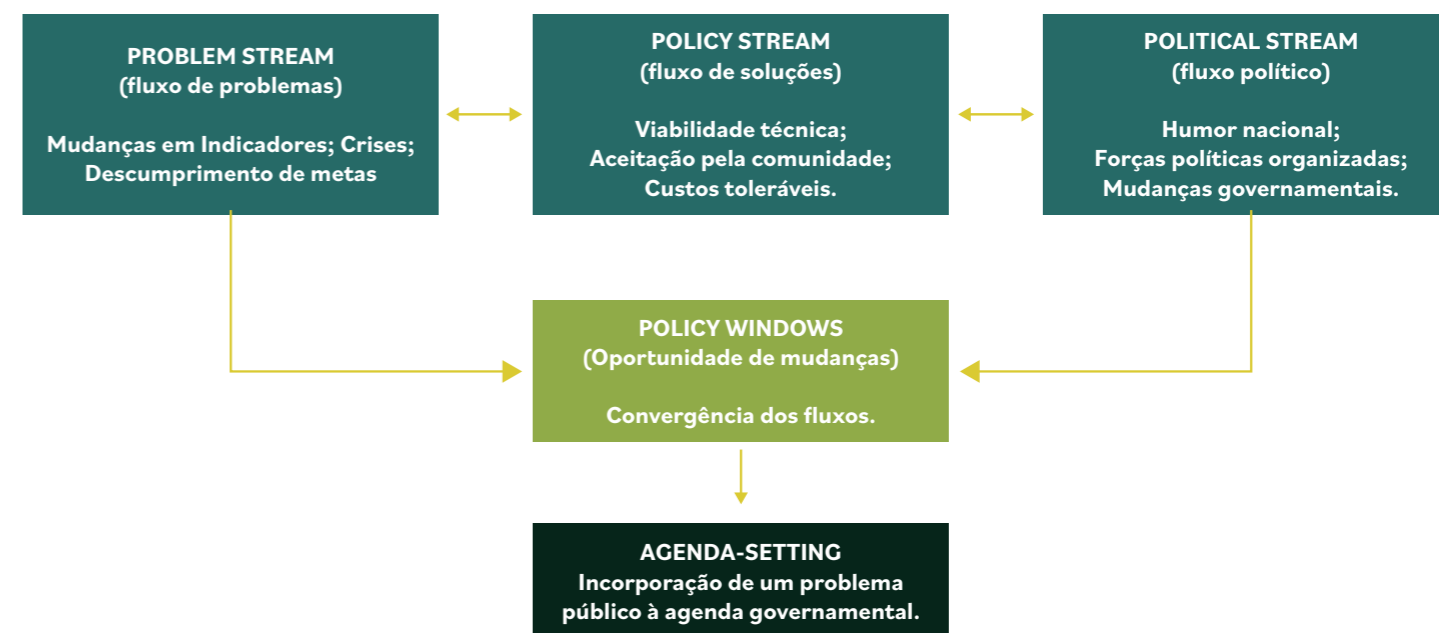 PROBLEM STREAM
(fluxo de problemas)
Mudanças em Indicadores; Crises;
Descumprimento de metas
POLICY STREAM
(fluxo de soluções)
Viabilidade técnica;
Aceitação pela comunidade;
Custos toleráveis.
POLITICAL STREAM
(fluxo político)
Humor nacional;
Forças políticas organizadas;
Mudanças governamentais.
POLICY WINDOWS
(Oportunidade de mudanças)
Convergência dos fluxos.
AGENDA-SETTING
Incorporação de um problema
público à agenda governamental.